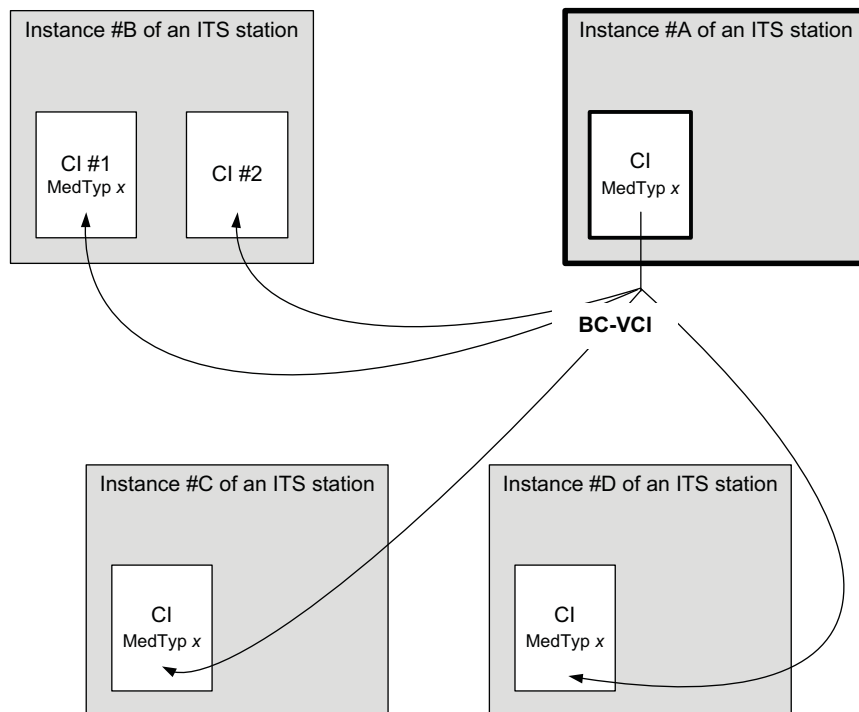 Instance #B of an ITS station
CI #1
MedTyp x
CI #2
Instance #A of an ITS station
CI
MedTyp x
BC-VCI
Instance #C of an ITS station
CI
MedTyp x
Instance #D of an ITS station
CI
MedTyp x